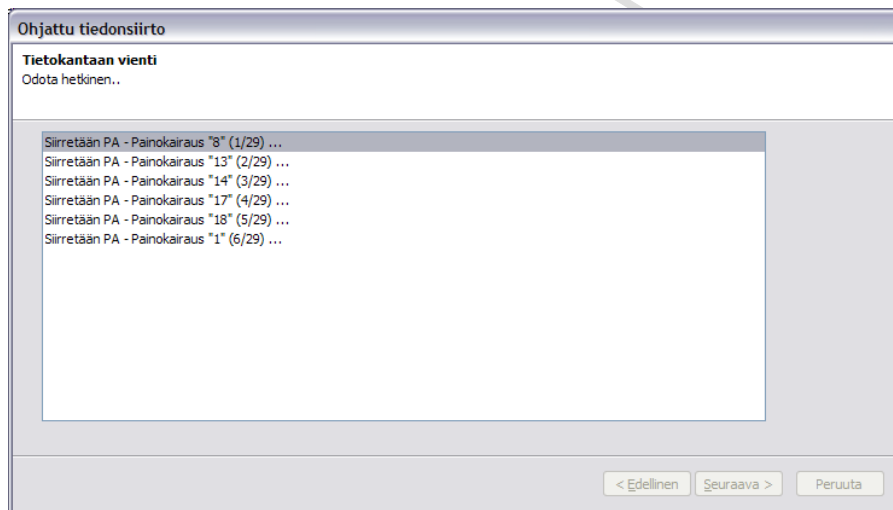 Ohjattu tiedonsiirto
Tietokantaan vienti
Odota hetkinen..
Siirretään PA - Painokairaus "8" (1/29) ...
Siirretään PA - Painokairaus "13" (2/29) ...
Siirretään PA - Painokairaus "14" (3/29) ...
Siirretään PA - Painokairaus "17" (4/29) ...
Siirretään PA - Painokairaus "18" (5/29) ...
Siirretään PA - Painokairaus "1" (6/29) ...
< Edellinen Seuraava > Peruuta